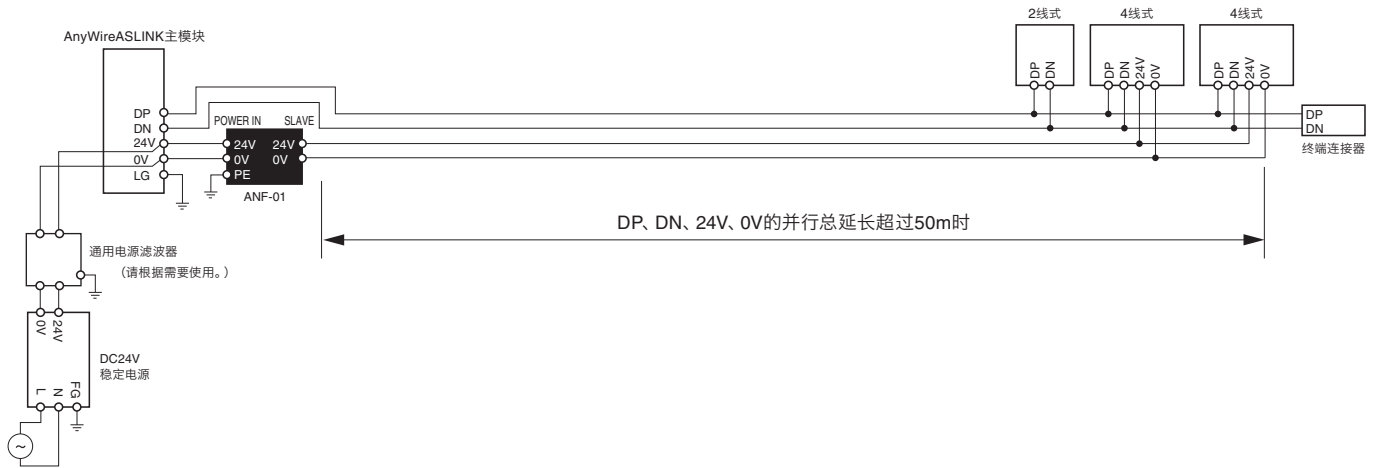 2线式 4线式 4线式
AnyWireASLINK主模块
DP DN DP DN 24V 0V DP DN 24V 0V
DP
DN
24V
0V
LG
POWER IN SLAVE
24V 24V
0V 0V
PE
ANF-01
DP
DN
终端连接器
DP、DN、24V、0V的并行总延长超过50m时
通用电源滤波器
（请根据需要使用。）
0V 24V
DC24V
稳定电源
L N FG
~